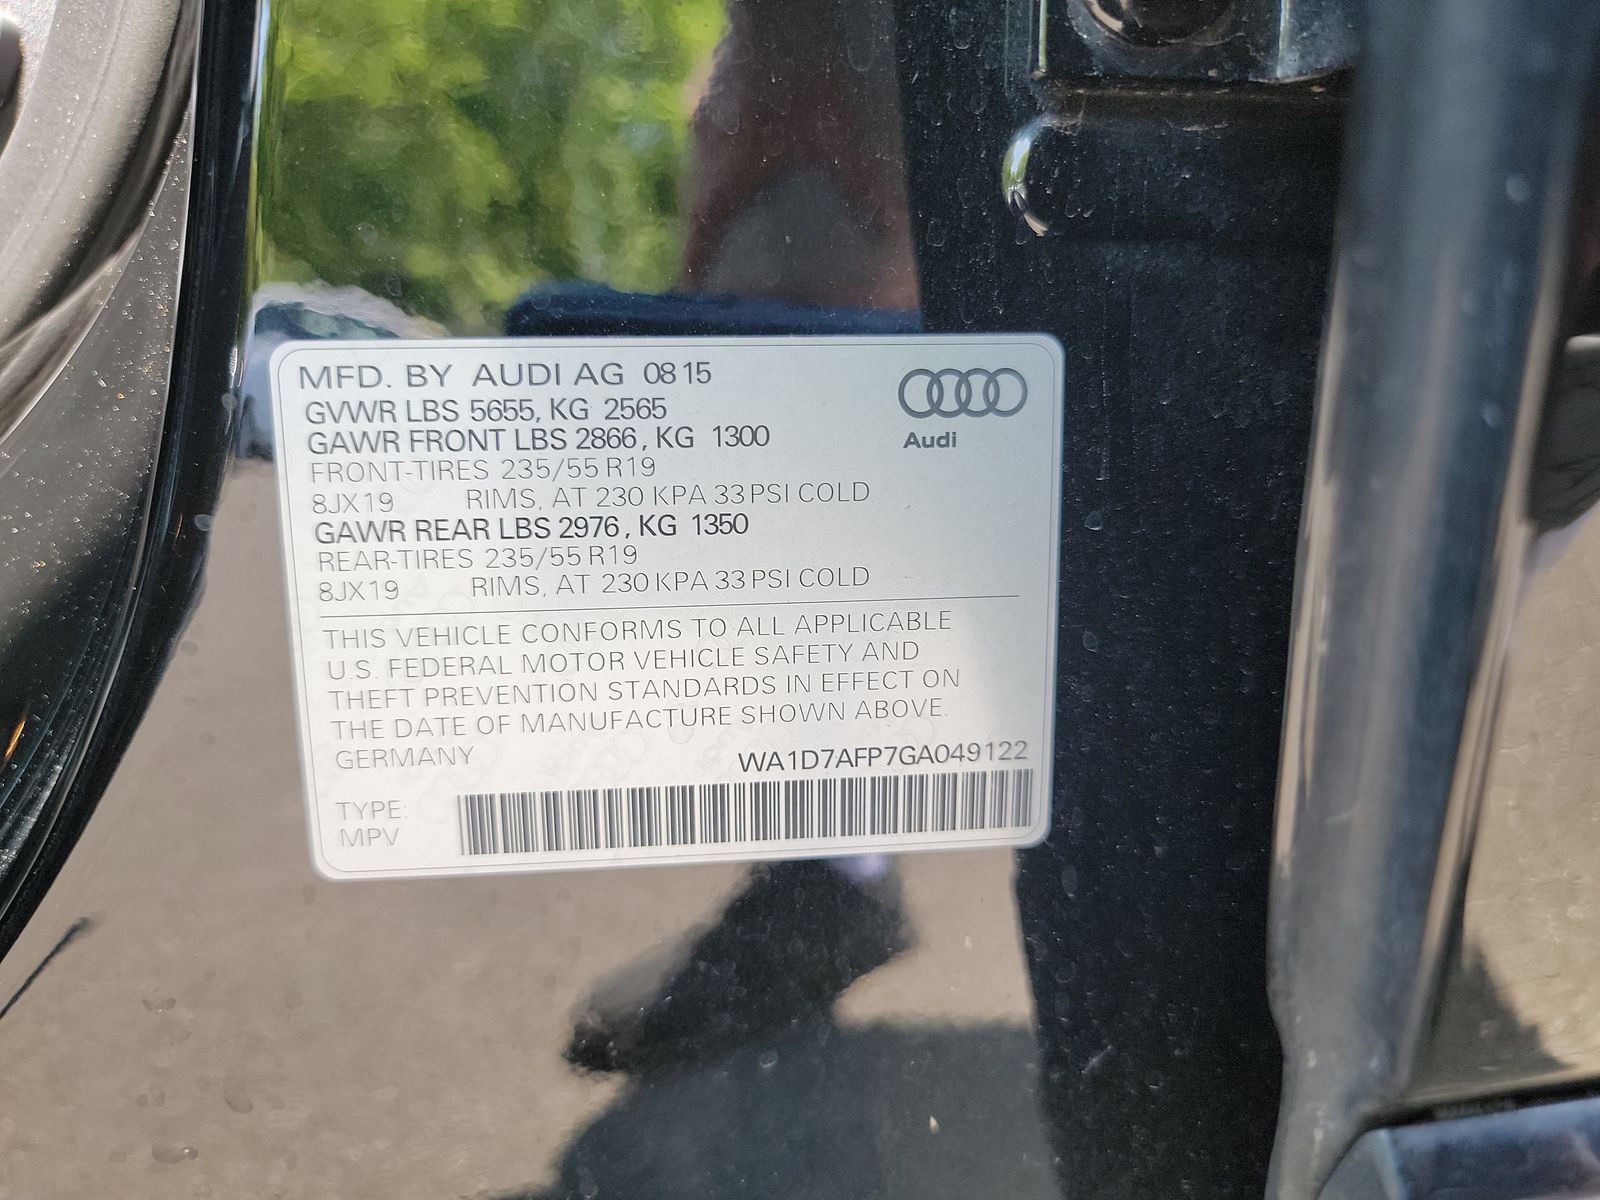 MFD. BY AUDI AG 08 15
GVWR LBS 5655, KG 2565
GAWR FRONT LBS 2866, KG 1300
FRONT-TIRES 235/55 R19
8JX19 RIMS, AT 230 KPA 33 PSI COLD
GAWR REAR LBS 2976, KG 1350
REAR-TIRES 235/55 R19
8JX19 RIMS, AT 230 KPA 33 PSI COLD
Audi
THIS VEHICLE CONFORMS TO ALL APPLICABLE
U.S. FEDERAL MOTOR VEHICLE SAFETY AND
THEFT PREVENTION STANDARDS IN EFFECT ON
THE DATE OF MANUFACTURE SHOWN ABOVE.
GERMANY WA1D7AFP7GA049122
TYPE:
MPV